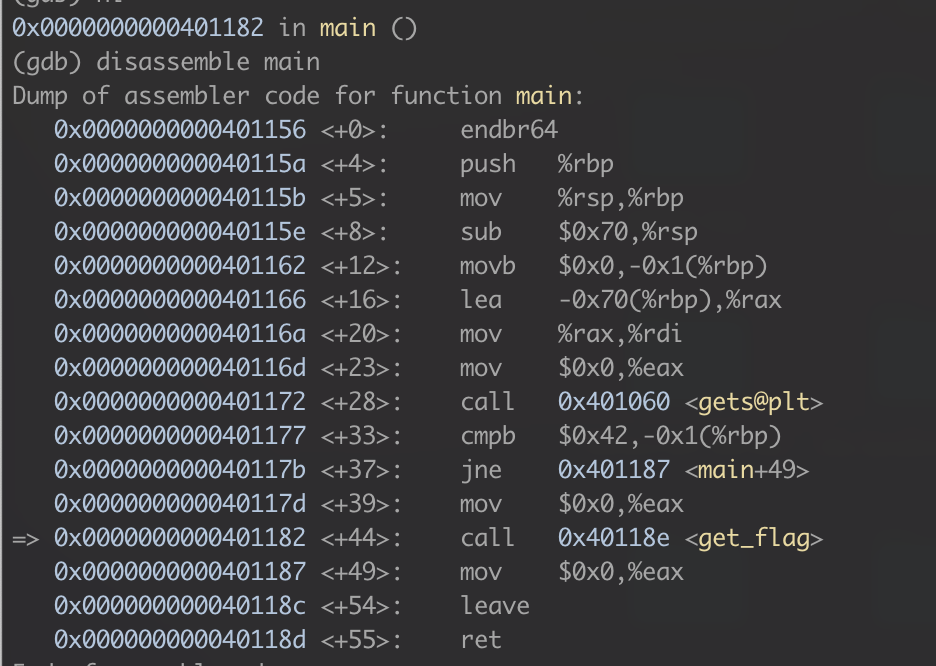 0x0000000000401182 in main ()
(gdb) disassemble main
Dump of assembler code for function main:
0x0000000000401156 <+0>: endbr64
0x000000000040115a <+4>: push %rbp
0x000000000040115b <+5>: mov %rsp,%rbp
0x000000000040115e <+8>: sub $0x70,%rsp
0x0000000000401162 <+12>: movb $0x0,-0x1(%rbp)
0x0000000000401166 <+16>: lea -0x70(%rbp),%rax
0x000000000040116a <+20>: mov %rax,%rdi
0x000000000040116d <+23>: mov $0x0,%eax
0x0000000000401172 <+28>: call 0x401060 <gets@plt>
0x0000000000401177 <+33>: cmpb $0x42,-0x1(%rbp)
0x000000000040117b <+37>: jne 0x401187 <main+49>
0x000000000040117d <+39>: mov $0x0,%eax
=> 0x0000000000401182 <+44>: call 0x40118e <get_flag>
0x0000000000401187 <+49>: mov $0x0,%eax
0x000000000040118c <+54>: leave
0x000000000040118d <+55>: ret